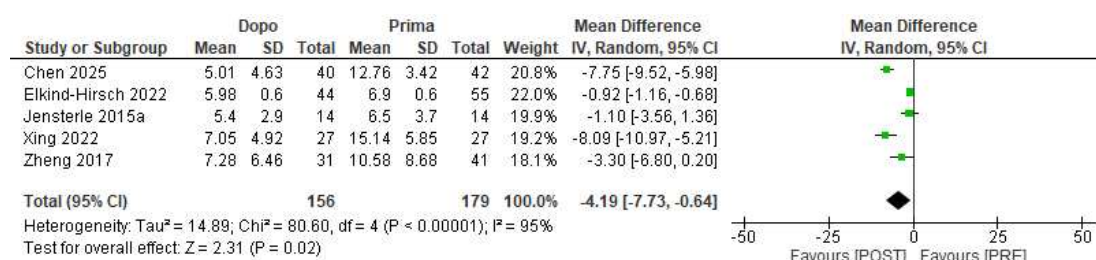 Dopo Prima Mean Difference Mean Difference
Study or Subgroup Mean SD Total Mean SD Total Weight IV, Random, 95% CI IV, Random, 95% CI
Chen 2025 5.01 4.63 40 12.76 3.42 42 20.8% -7.75 [-9.52, -5.98]
Elkind-Hirsch 2022 5.98 0.6 44 6.9 0.6 55 22.0% -0.92 [-1.16, -0.68]
Jensterle 2015a 5.4 2.9 14 6.5 3.7 14 19.9% -1.10 [-3.56, 1.36]
Xing 2022 7.05 4.92 27 15.14 5.85 27 19.2% -8.09 [-10.97, -5.21]
Zheng 2017 7.28 6.46 31 10.58 8.68 41 18.1% -3.30 [-6.80, 0.20]
Total (95% CI) 156 179 100.0% -4.19 [-7.73, -0.64]
Heterogeneity: Tau² = 14.89; Chi² = 80.60, df = 4 (P < 0.00001); I² = 95%
Test for overall effect: Z = 2.31 (P = 0.02)
-50 -25 0 25 50
Favours [POST] Favours [PRE]